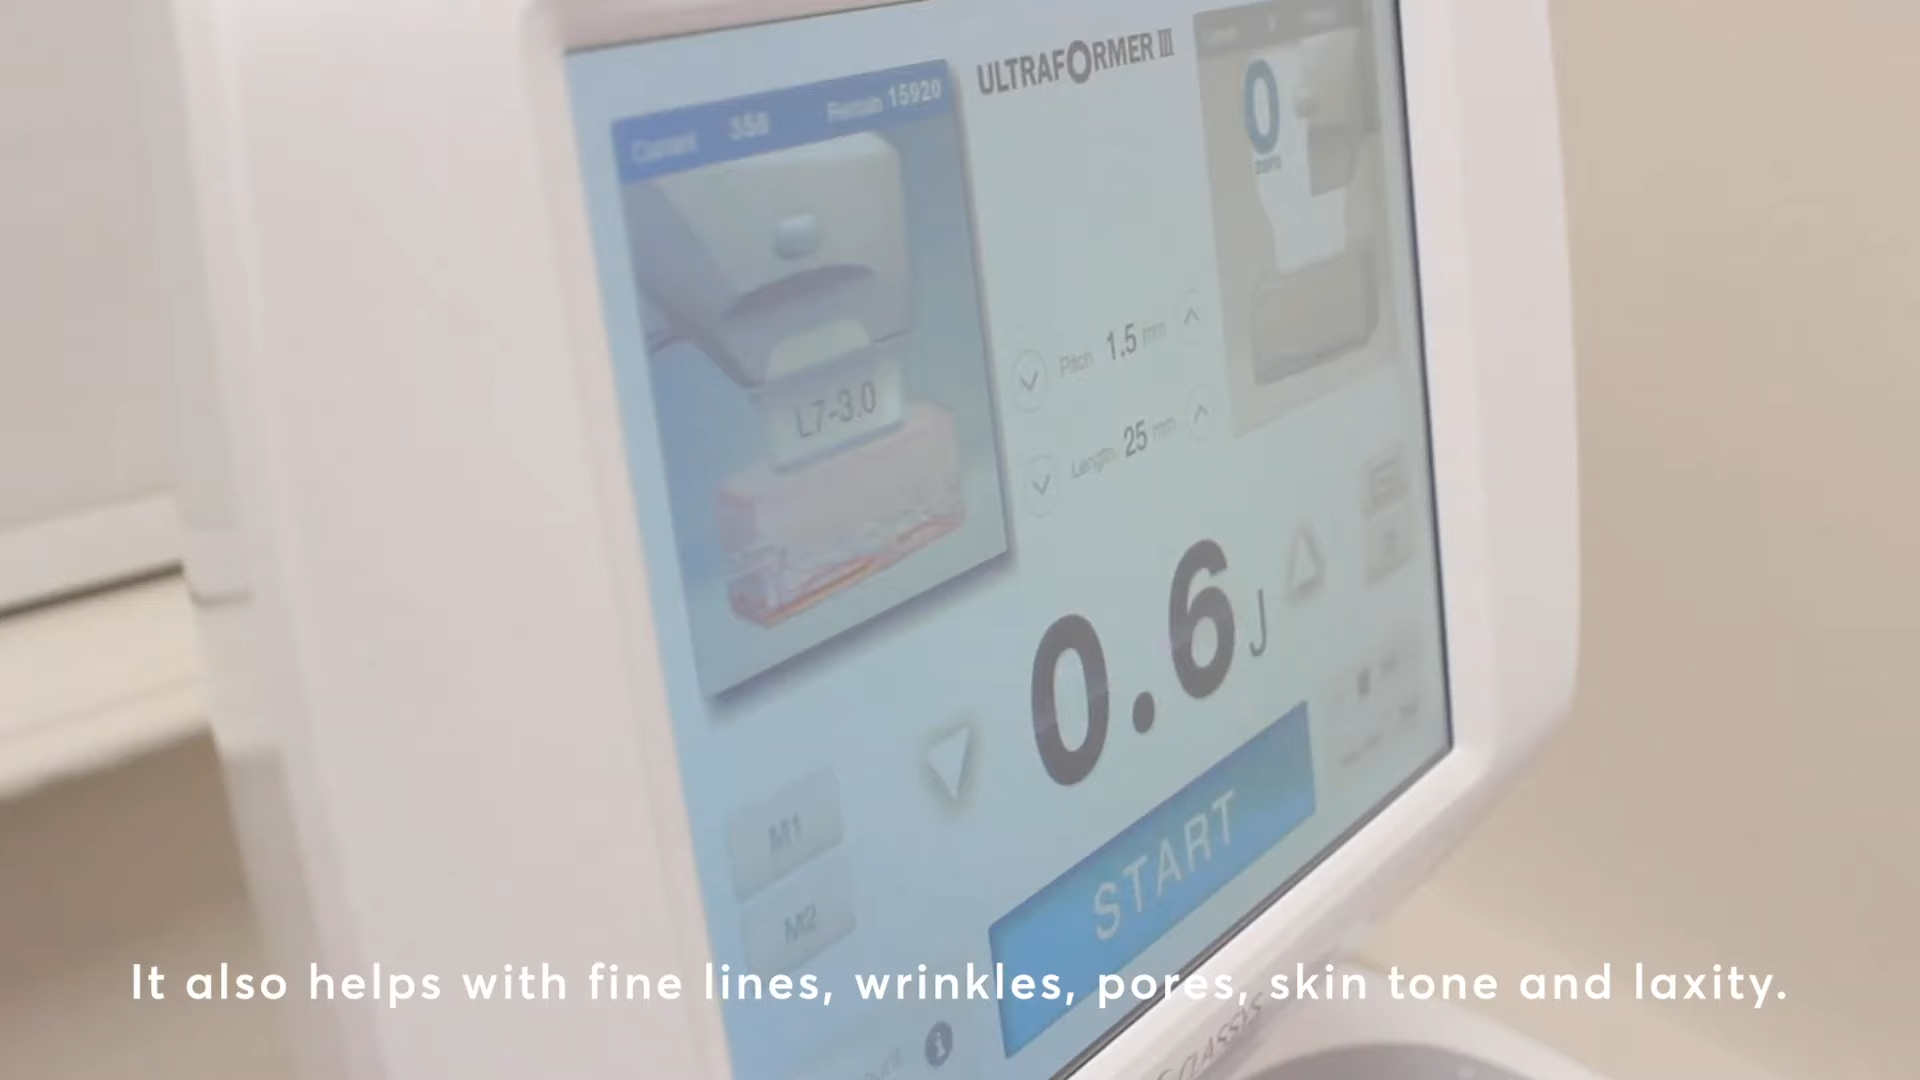 ULTRAFORMER III
Current 358 Remain 15920
L7-3.0
Pitch 1.5 mm
Length 25 mm
0.6 J
M1
M2
START
It also helps with fine lines, wrinkles, pores, skin tone and laxity.
CLASSYS